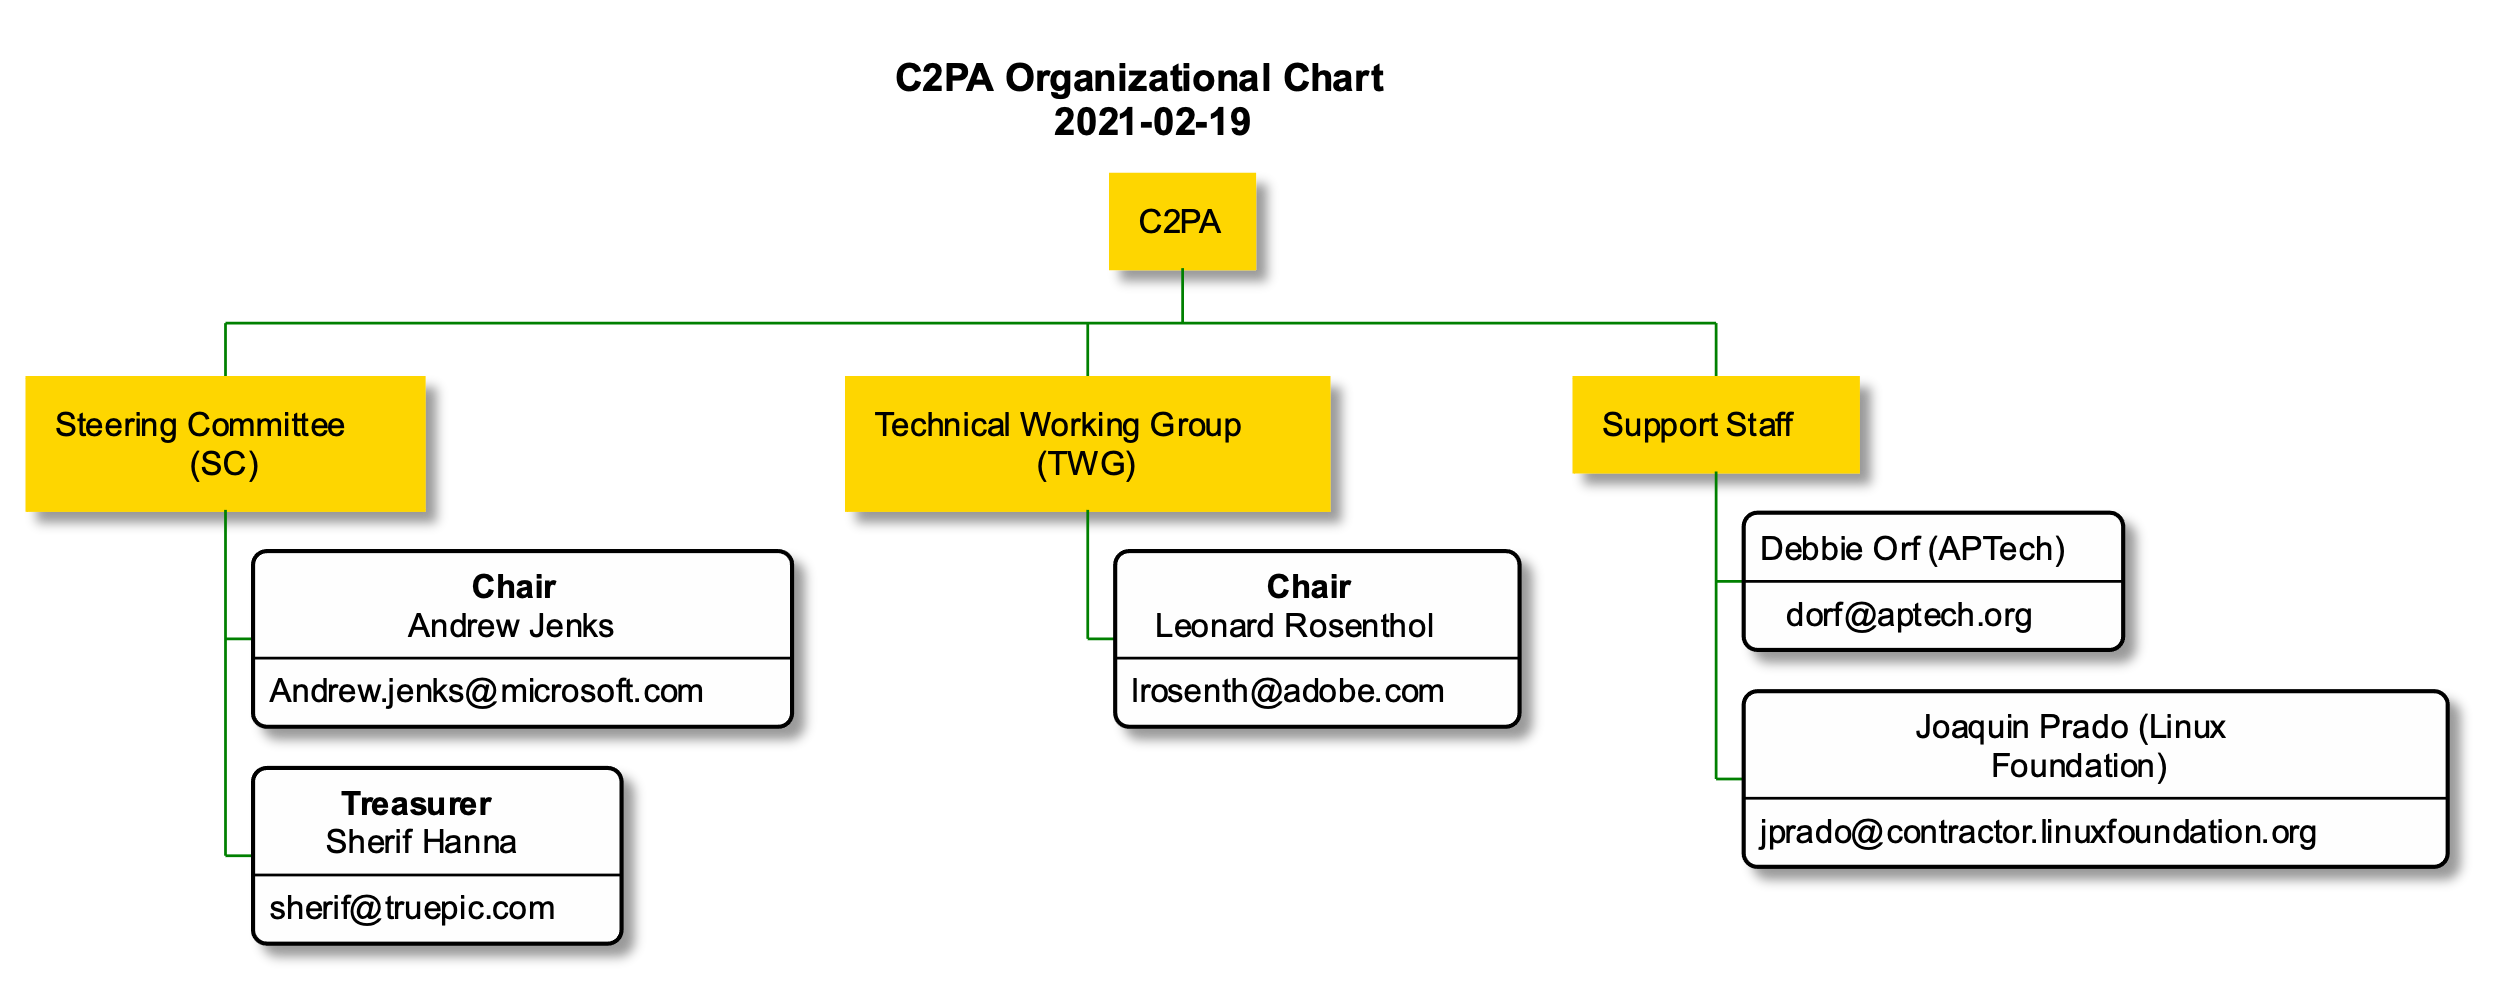 C2PA Organizational Chart
2021-02-19
C2PA
Steering Committee
(SC)
Technical Working Group
(TWG)
Support Staff
Chair
Andrew Jenks
Andrew.jenks@microsoft.com
Treasurer
Sherif Hanna
sherif@truepic.com
Chair
Leonard Rosenthol
lrosenth@adobe.com
Debbie Orf (APTech)
dorf@aptech.org
Joaquin Prado (Linux
Foundation)
jprado@contractor.linuxfoundation.org